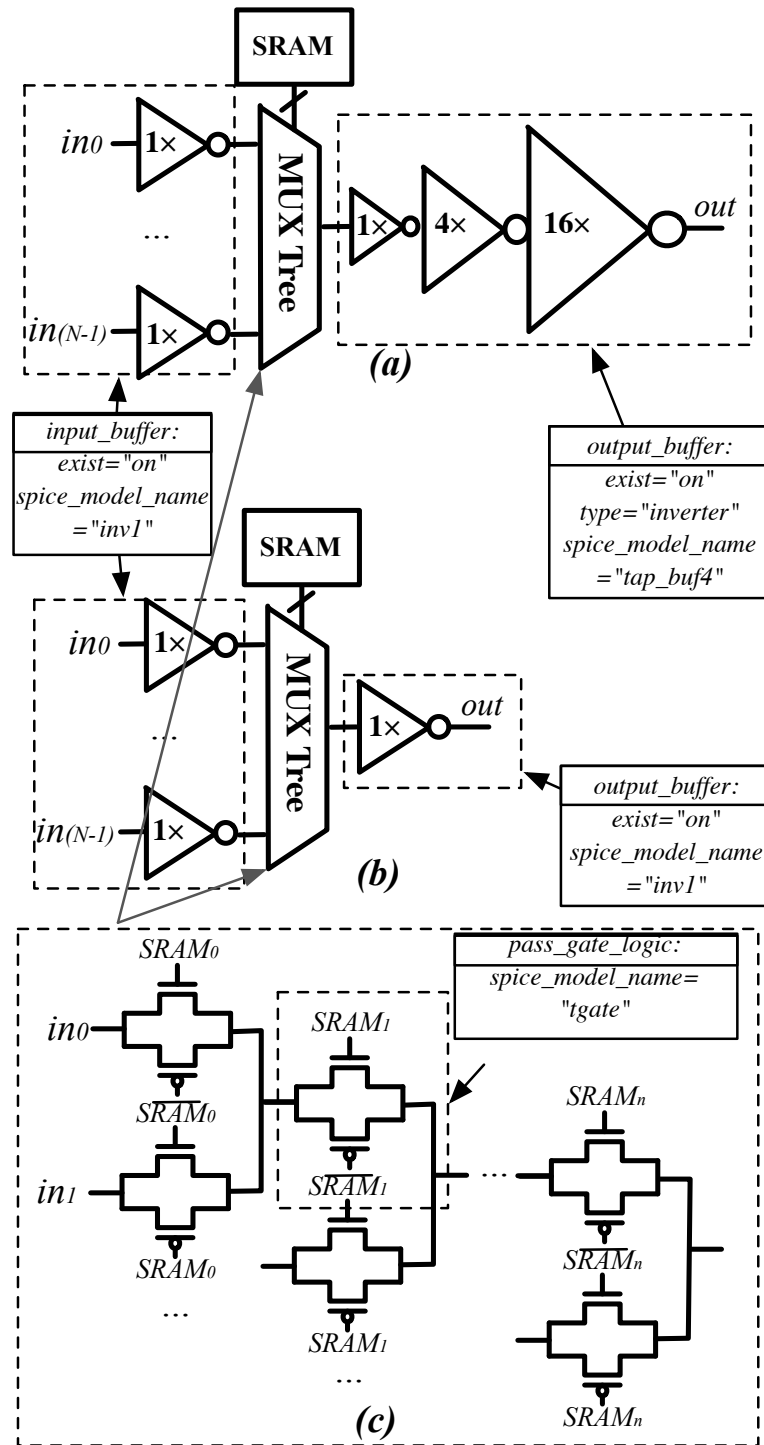 SRAM
in0
1×
...
in(N-1)
1×
MUX Tree
1×
4×
16×
out
(a)
input_buffer:
exist="on"
spice_model_name
="inv1"
output_buffer:
exist="on"
type="inverter"
spice_model_name
="tap_buf4"
SRAM
in0
1×
...
in(N-1)
1×
MUX Tree
1×
out
(b)
output_buffer:
exist="on"
spice_model_name
="inv1"
pass_gate_logic:
spice_model_name=
"tgate"
SRAM0
in0
SRAM0
in1
SRAM0
...
SRAM1
SRAM1
SRAM1
...
...
SRAMn
SRAMn
SRAMn
(c)